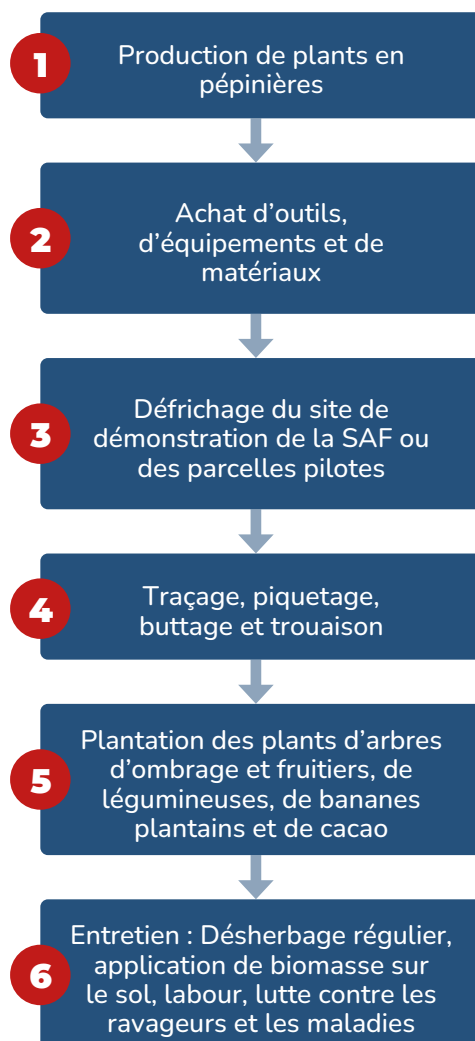 1
Production de plants en
pépinières
2
Achat d’outils,
d’équipements et de
matériaux
3
Défrichage du site de
démonstration de la SAF ou
des parcelles pilotes
4
Traçage, piquetage,
buttage et trouaison
5
Plantation des plants d’arbres
d’ombrage et fruitiers, de
légumineuses, de bananes
plantains et de cacao
6
Entretien : Désherbage régulier,
application de biomasse sur
le sol, labour, lutte contre les
ravageurs et les maladies